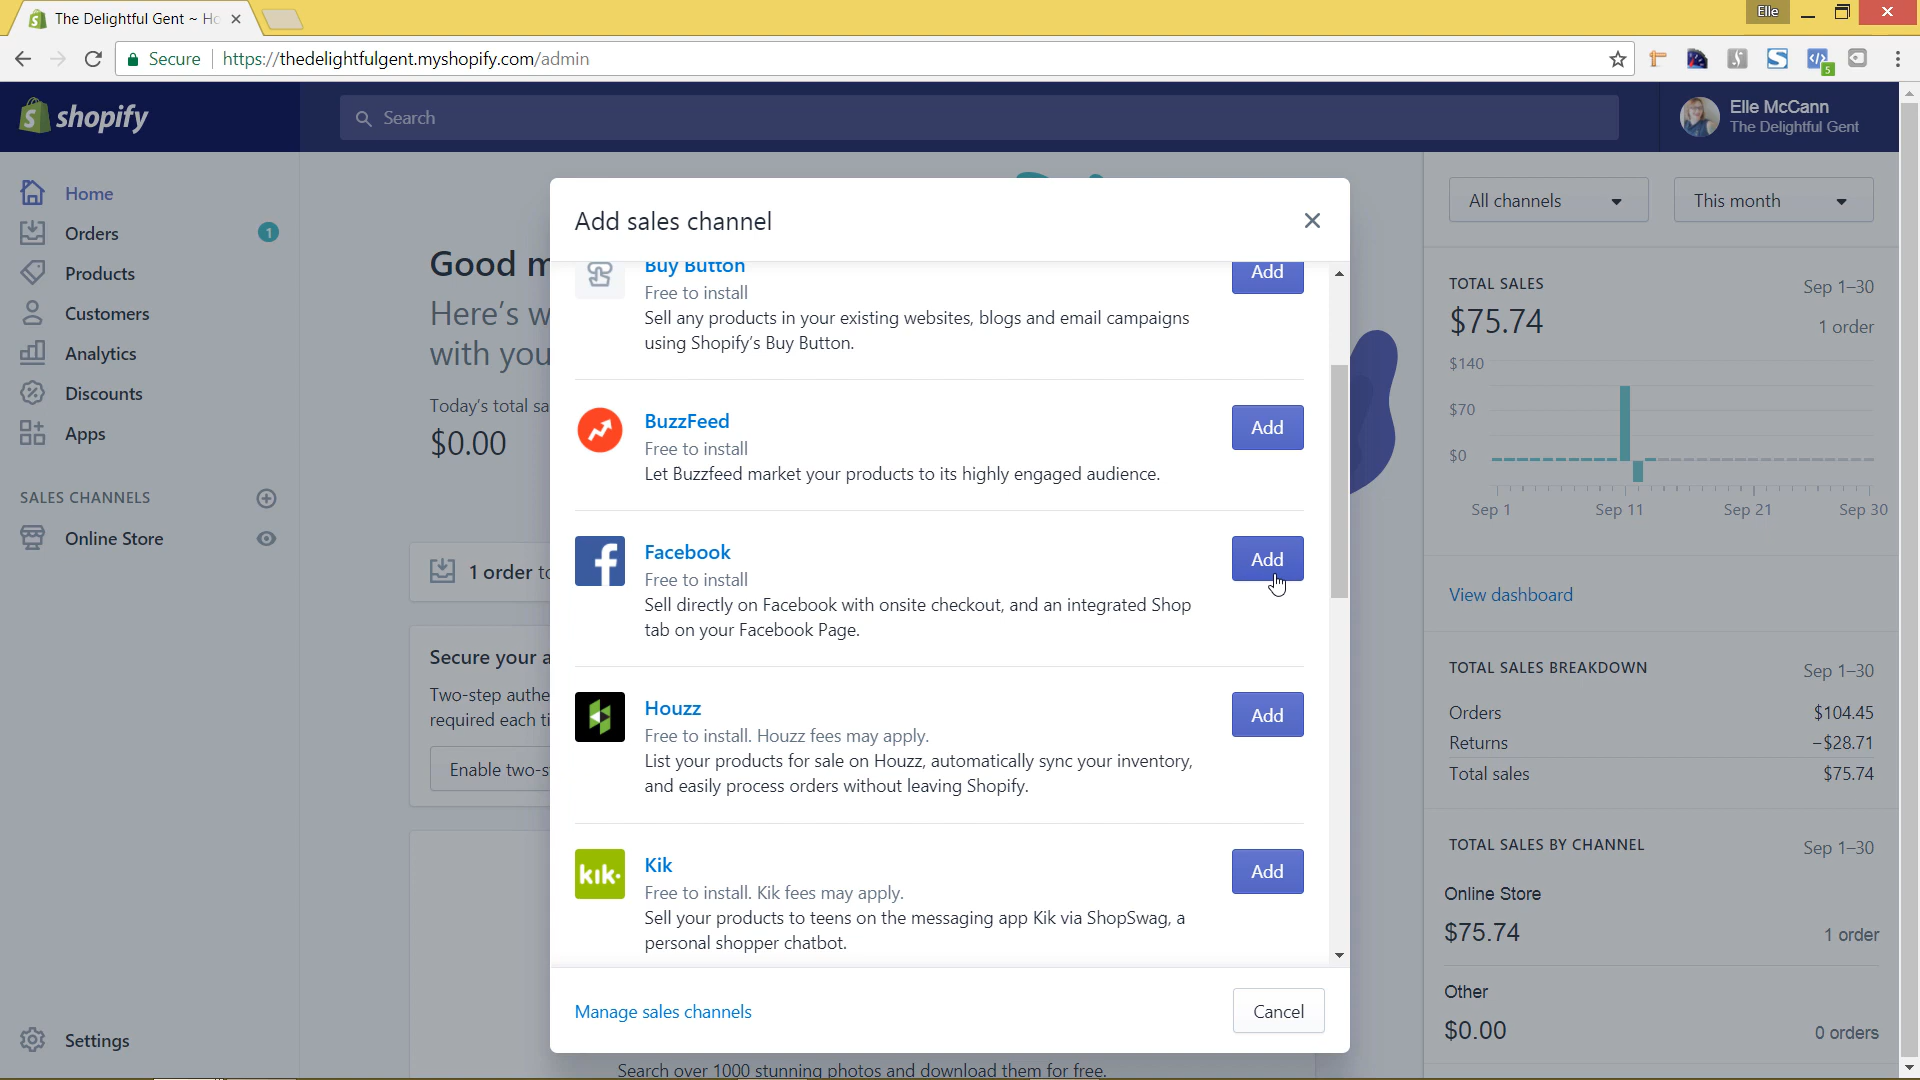 The Delightful Gent ~ Ho
Elle
Secure
https://thedelightfulgent.myshopify.com/admin
5
shopify
Search
Elle McCann
The Delightful Gent
Home
Orders
1
Products
Customers
Analytics
Discounts
Apps
SALES CHANNELS
Online Store
Settings
Good m
Here's w
with you
Today's total sa
$0.00
1 order to
Secure your a
Two-step authe
required each ti
Enable two-s
Search over 1000 stunning photos and download them for free.
Add sales channel
Buy Button
Free to install
Sell any products in your existing websites, blogs and email campaigns
using Shopify's Buy Button.
Add
BuzzFeed
Free to install
Let Buzzfeed market your products to its highly engaged audience.
Add
Facebook
Free to install
Sell directly on Facebook with onsite checkout, and an integrated Shop
tab on your Facebook Page.
Add
Houzz
Free to install. Houzz fees may apply.
List your products for sale on Houzz, automatically sync your inventory,
and easily process orders without leaving Shopify.
Add
kik·
Kik
Free to install. Kik fees may apply.
Sell your products to teens on the messaging app Kik via ShopSwag, a
personal shopper chatbot.
Add
Manage sales channels
Cancel
All channels
This month
TOTAL SALES
Sep 1–30
$75.74
1 order
$140
$70
$0
Sep 1
Sep 11
Sep 21
Sep 30
View dashboard
TOTAL SALES BREAKDOWN
Sep 1–30
Orders
$104.45
Returns
-$28.71
Total sales
$75.74
TOTAL SALES BY CHANNEL
Sep 1–30
Online Store
$75.74
1 order
Other
$0.00
0 orders